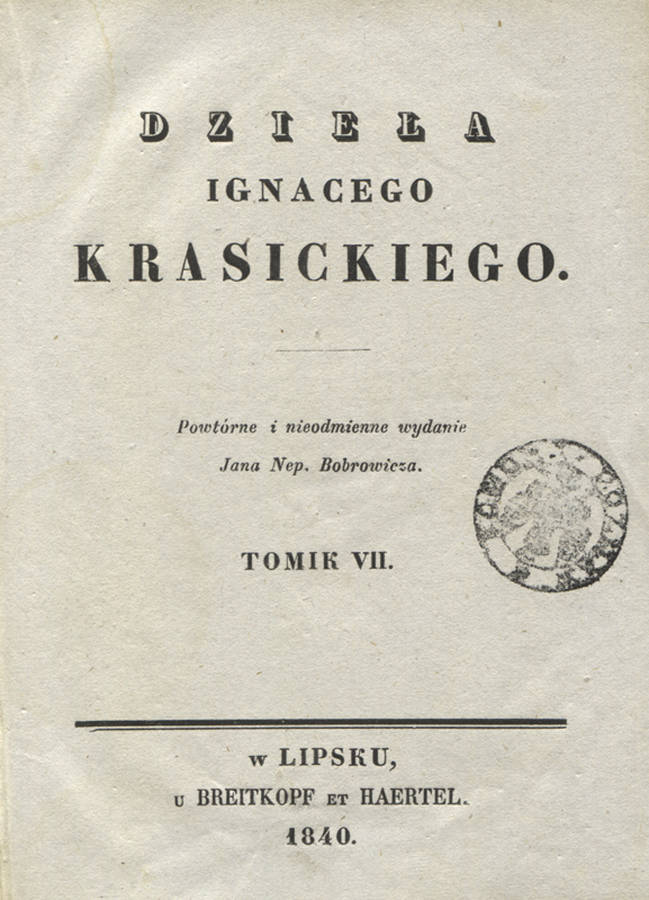 DZIEŁA
IGNACEGO
KRASICKIEGO.
Powtórne i nieodmienne wydanie
Jana Nep. Bobrowicza.
TOMIK VII.
W LIPSKU,
U BREITKOPF ET HAERTEL.
1840.